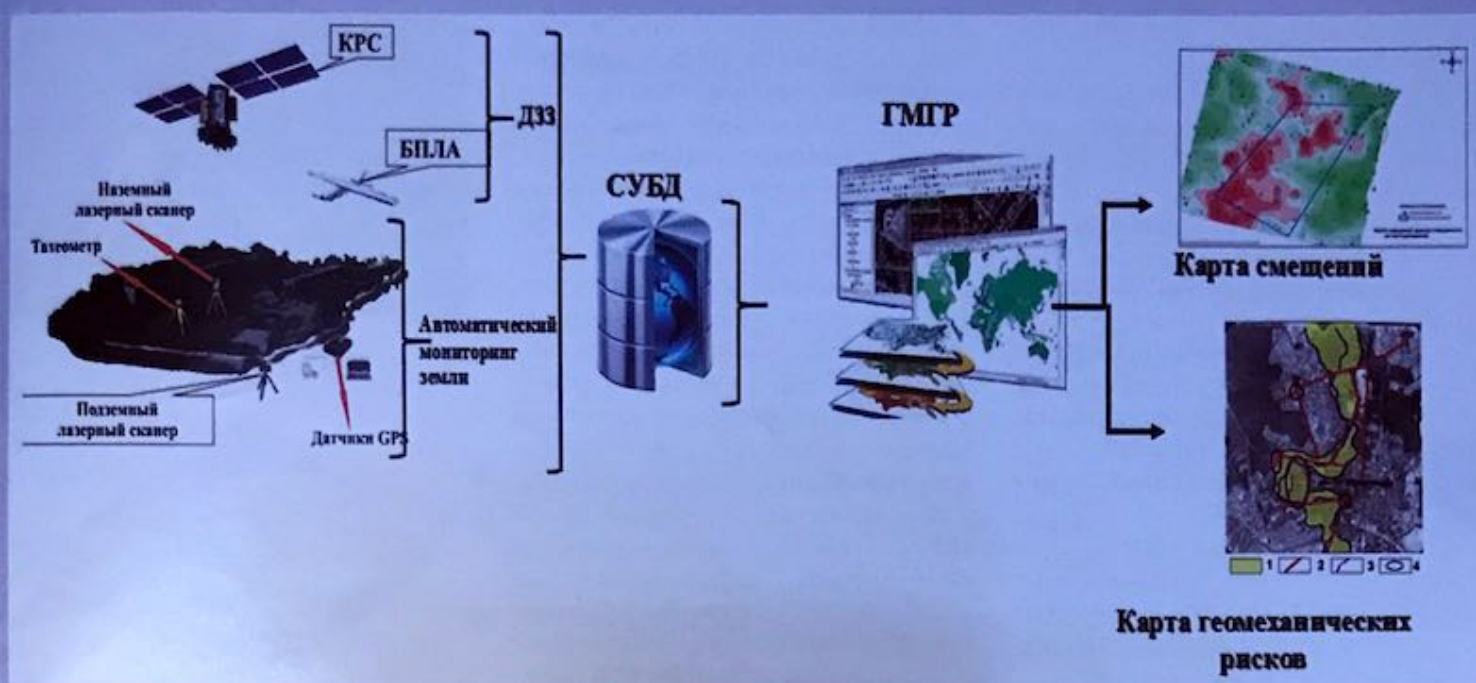 КРС
БПЛА
ДЗЗ
Наземный
лазерный сканер
Тахеометр
Автоматический
мониторинг
земли
Подземный
лазерный сканер
Датчики GPS
СУБД
ГМГР
Карта смещений
1 2 3 4
Карта геомеханических
рисков